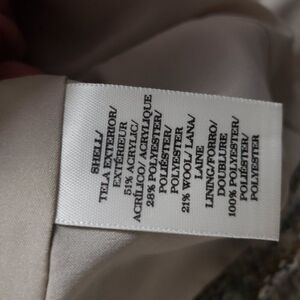 SHELL/
TELA EXTERIOR/
EXTÉRIEUR
51% ACRYLIC/
ACRÍLICO/ ACRYLIQUE
28% POLYESTER/
POLIÉSTER/
POLYESTER
21% WOOL/ LANA/
LAINE
LINING/FORRO/
DOUBLURE
100% POLYESTER/
POLIÉSTER/
POLYESTER